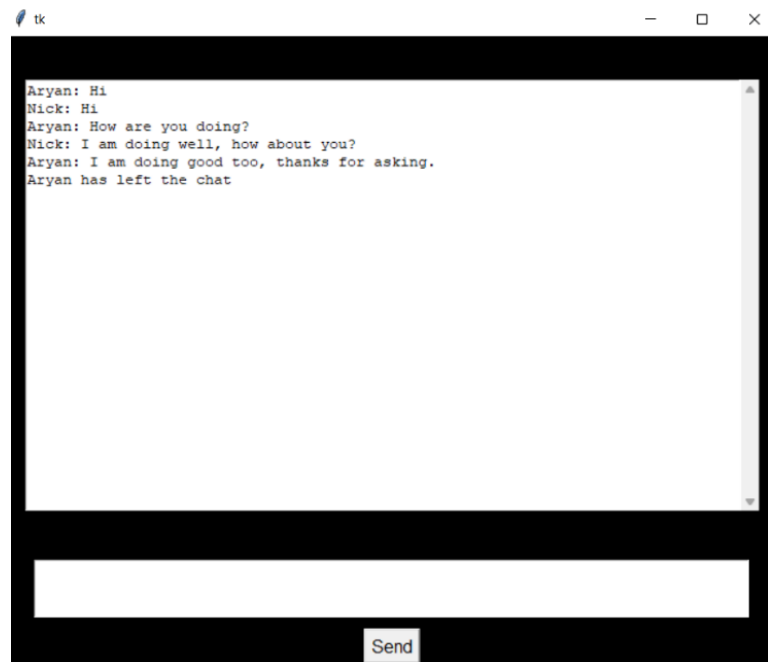 tk
Aryan: Hi
Nick: Hi
Aryan: How are you doing?
Nick: I am doing well, how about you?
Aryan: I am doing good too, thanks for asking.
Aryan has left the chat
Send